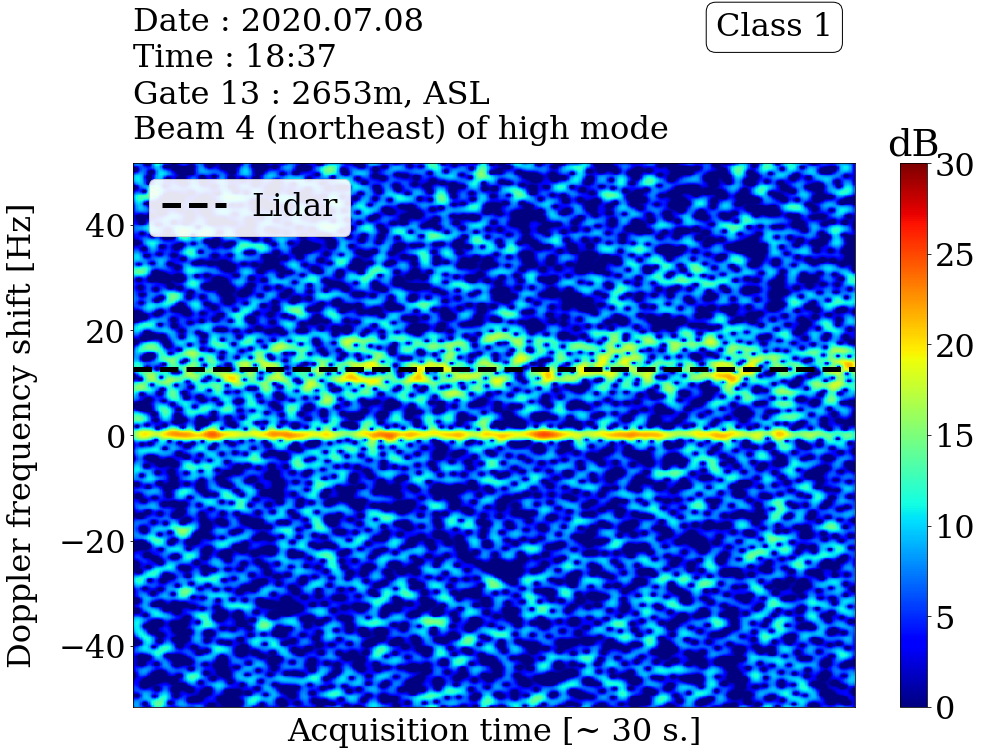 Date : 2020.07.08
Time : 18:37
Gate 13 : 2653m, ASL
Beam 4 (northeast) of high mode
Class 1
dB
Lidar
Doppler frequency shift [Hz]
40
20
0
−20
−40
Acquisition time [~ 30 s.]
30
25
20
15
10
5
0